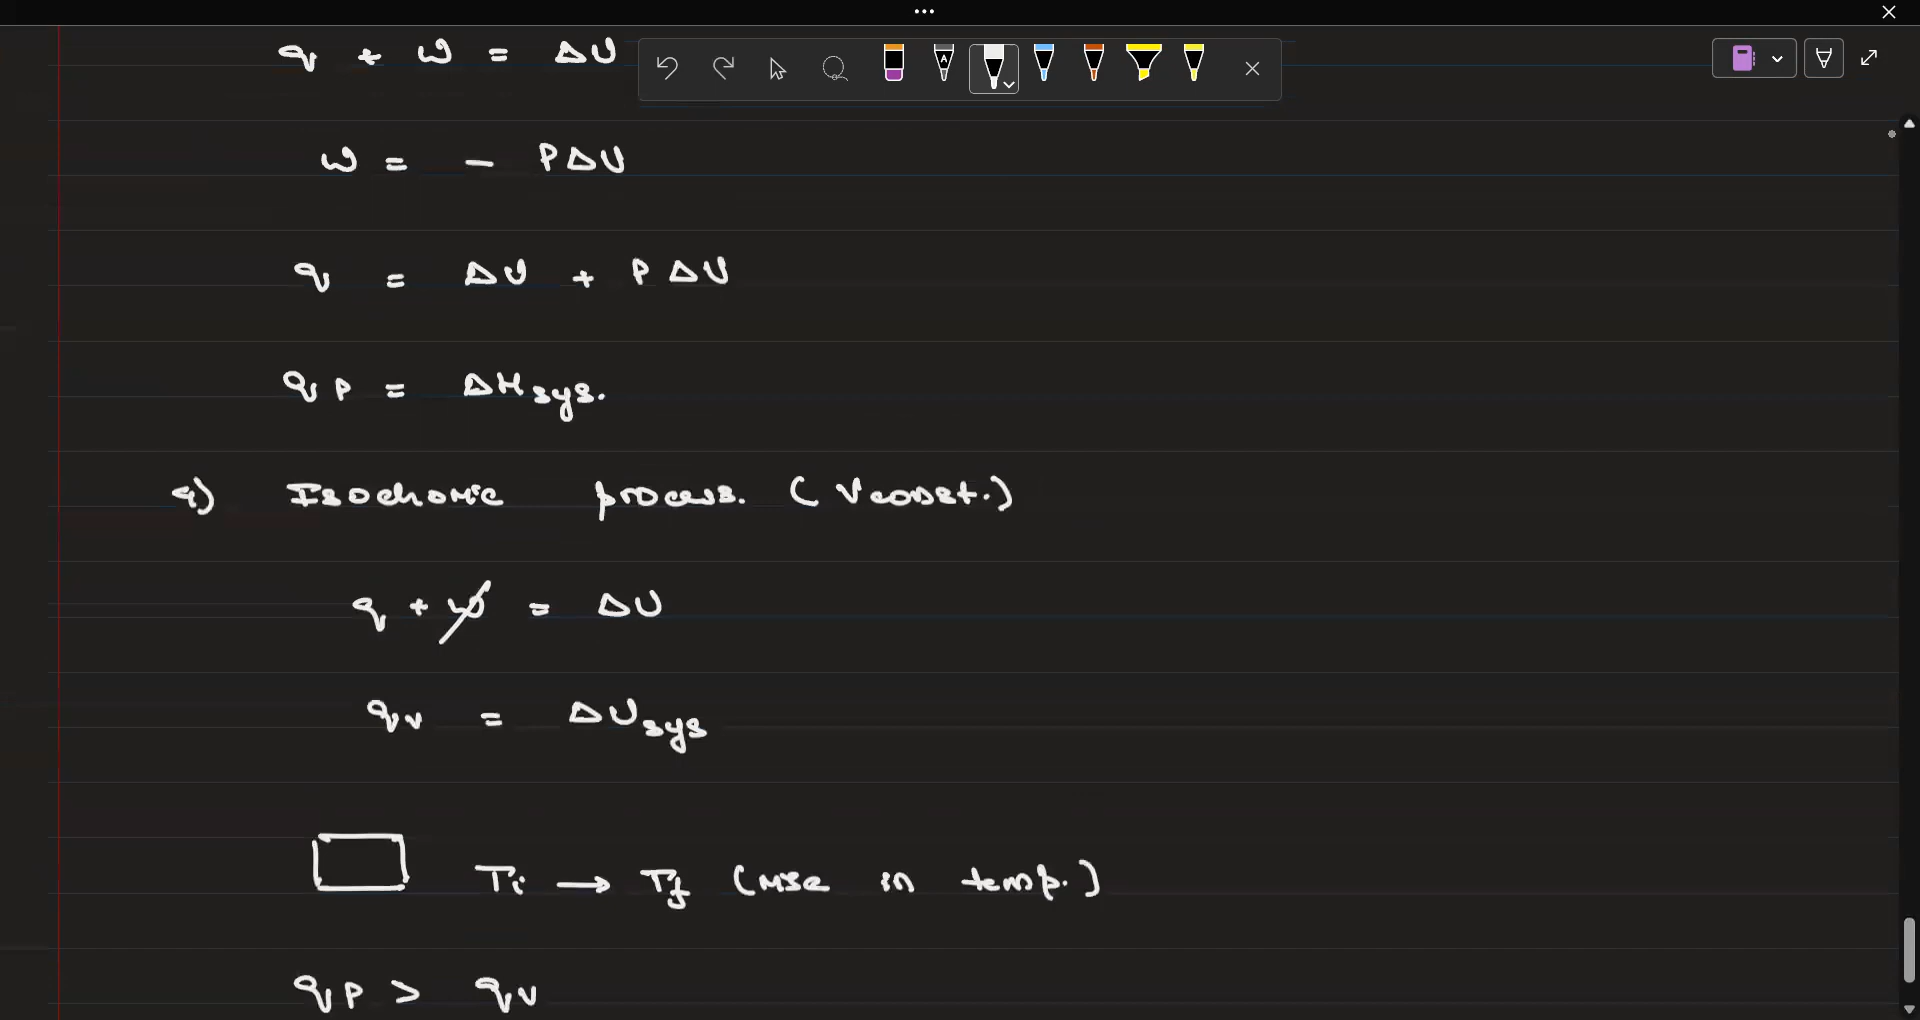 q + w = ΔU
w = - PΔV
q = ΔU + PΔV
qP = ΔHsys.
4) Isochoric process. (V const.)
q + w = ΔU
qv = ΔUsys
Ti → Tf (rise in temp.)
qP > qv